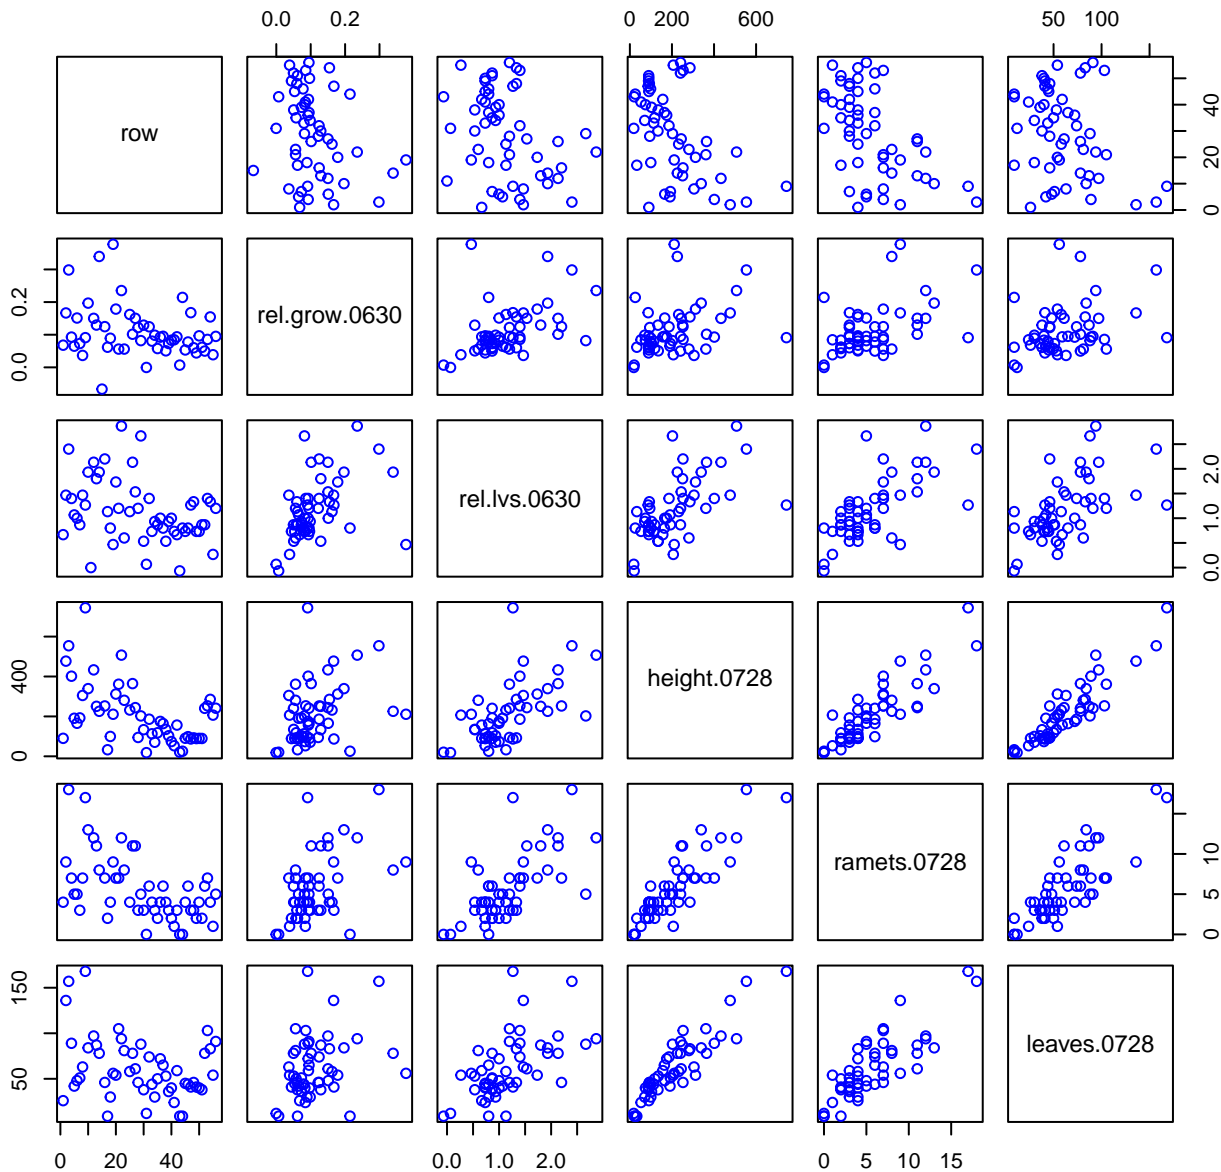 0.0 0.2 0 200 600 50 100
row 0 20 40
0.0 0.2 rel.grow.0630
rel.lvs.0630 0.0 1.0 2.0
0 400 height.0728
ramets.0728 0 5 10
50 150 leaves.0728
0 20 40 0.0 1.0 2.0 0 5 10 15